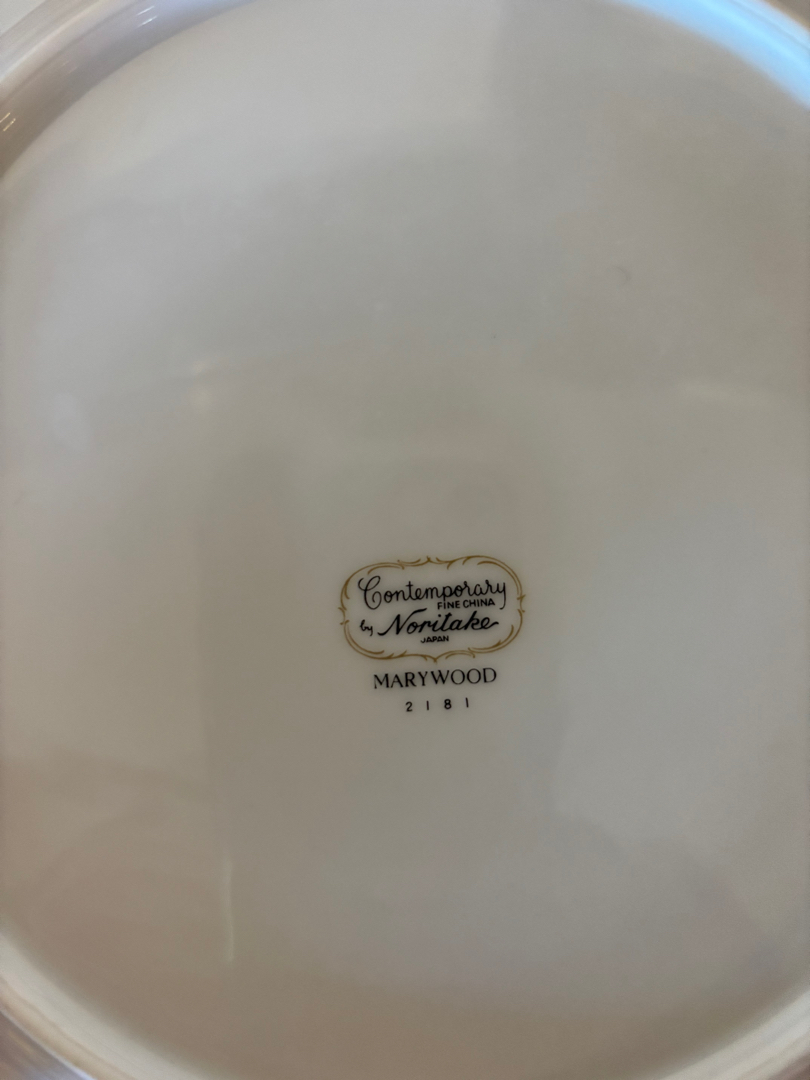 Contemporary
FINE CHINA
by Noritake
JAPAN
MARYWOOD
2181